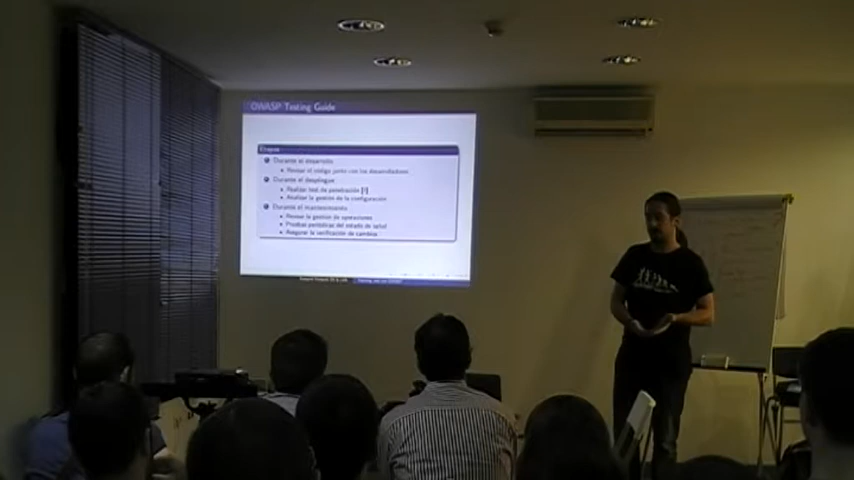 OWASP Testing Guide
Etapas
Durante el desarrollo
Revisar el código junto con los desarrolladores
Durante el despliegue
Realizar test de penetración
Analizar la gestión de la configuración
Durante el mantenimiento
Revisar la gestión de operaciones
Pruebas periódicas del estado de salud
Asegurar la verificación de cambios